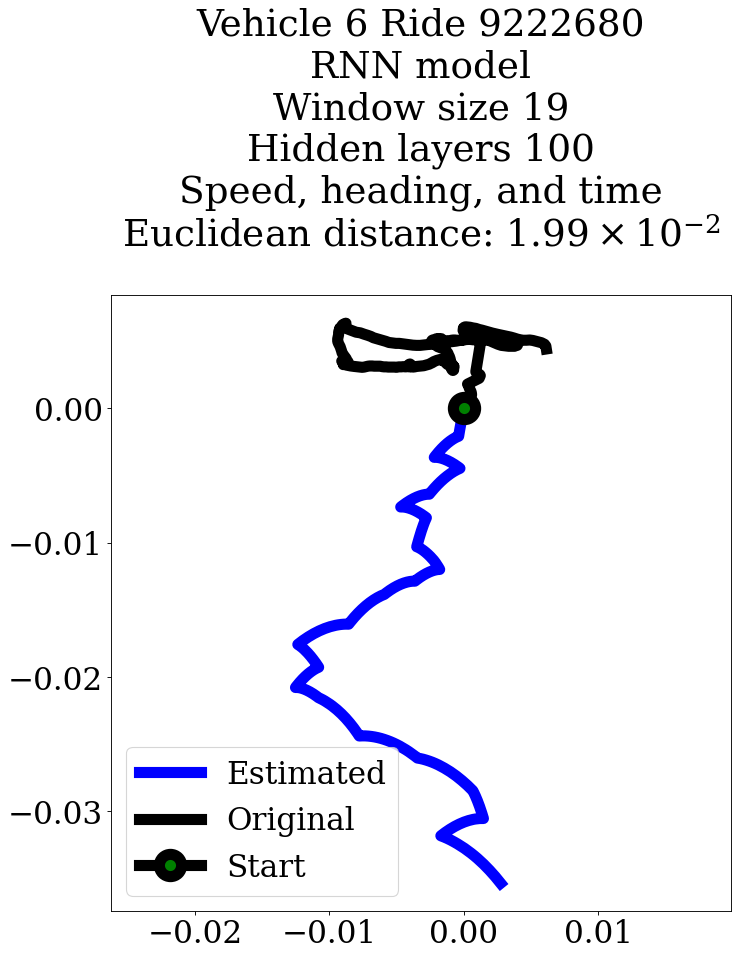 Vehicle 6 Ride 9222680
RNN model
Window size 19
Hidden layers 100
Speed, heading, and time
Euclidean distance: 1.99 × 10⁻²
0.00
−0.01
−0.02
−0.03
Estimated
Original
Start
−0.02 −0.01 0.00 0.01